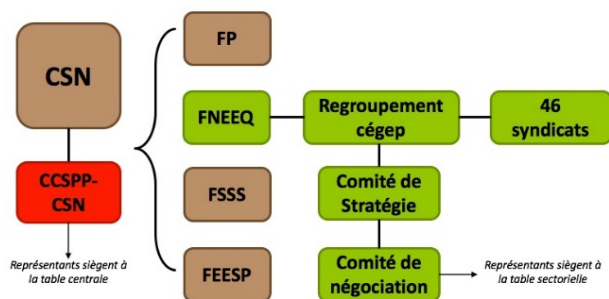 CSN
CCSPP-
CSN
Représentants siègent à
la table centrale
FP
FNEEQ
FSSS
FEESP
Regroupement
cégep
46
syndicats
Comité de
Stratégie
Comité de
négociation
Représentants siègent à
la table sectorielle